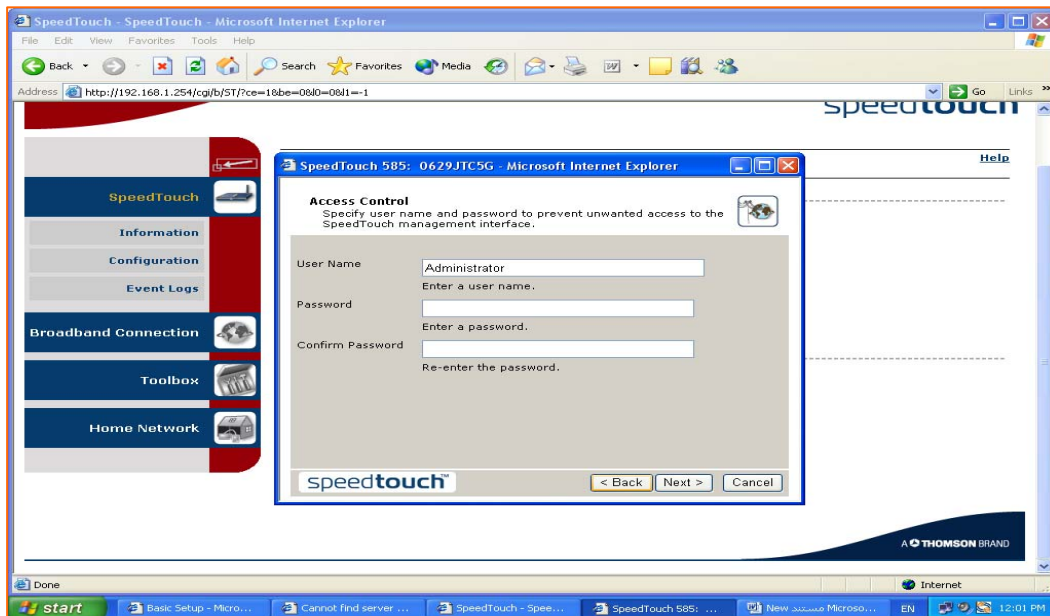 SpeedTouch - SpeedTouch - Microsoft Internet Explorer
File Edit View Favorites Tools Help
Back Search Favorites Media
Address http://192.168.1.254/cgi/b/ST/?ce=1&be=0&l0=0&l1=-1 Go Links »
speedtouch
Help
SpeedTouch
Information
Configuration
Event Logs
Broadband Connection
Toolbox
Home Network
SpeedTouch 585: 0629JTC5G - Microsoft Internet Explorer
Access Control
Specify user name and password to prevent unwanted access to the
SpeedTouch management interface.
User Name Administrator
Enter a user name.
Password
Enter a password.
Confirm Password
Re-enter the password.
speedtouch™ < Back Next > Cancel
A THOMSON BRAND
Done Internet
start Basic Setup - Micro... Cannot find server ... SpeedTouch - Spee... SpeedTouch 585: ... New مستند Microso... EN 12:01 PM